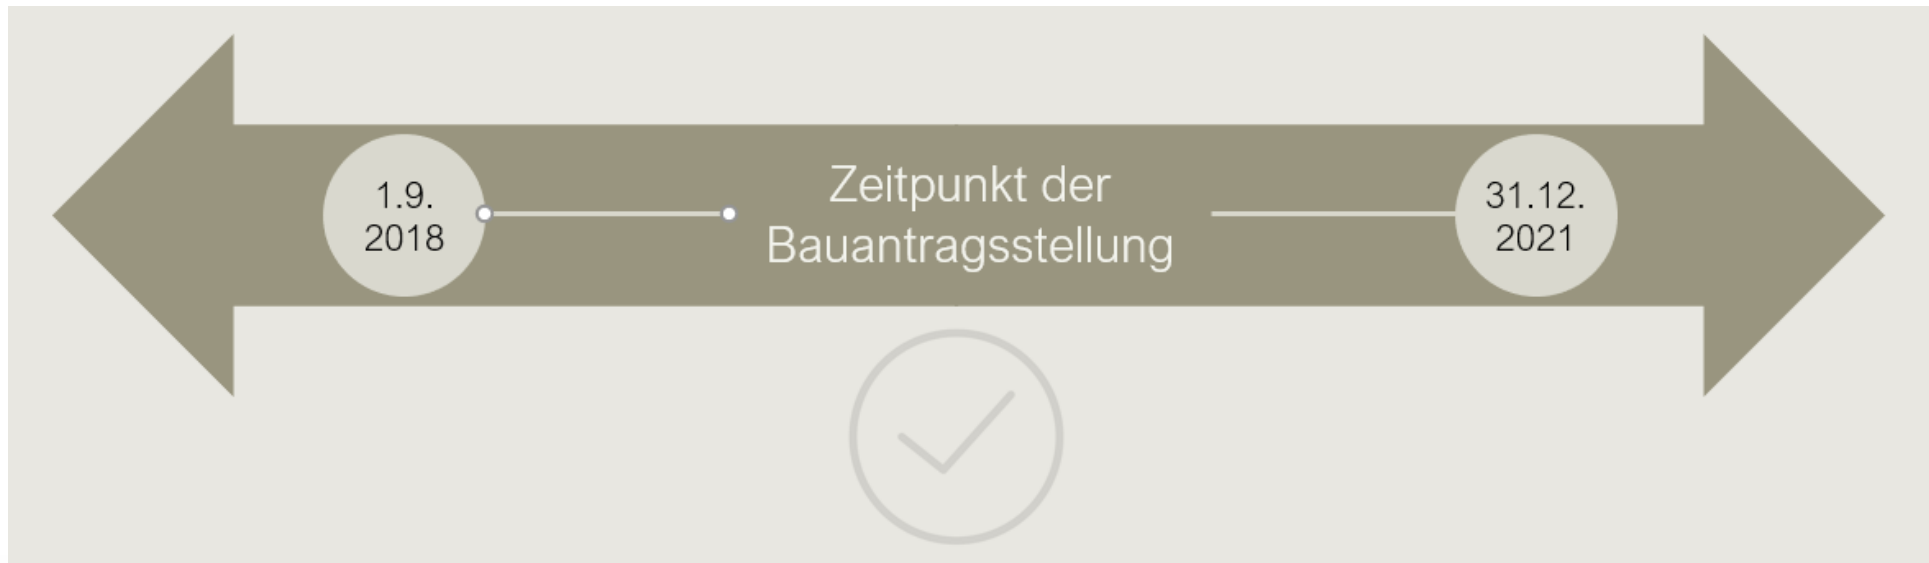 1.9.
2018
Zeitpunkt der
Bauantragsstellung
31.12.
2021